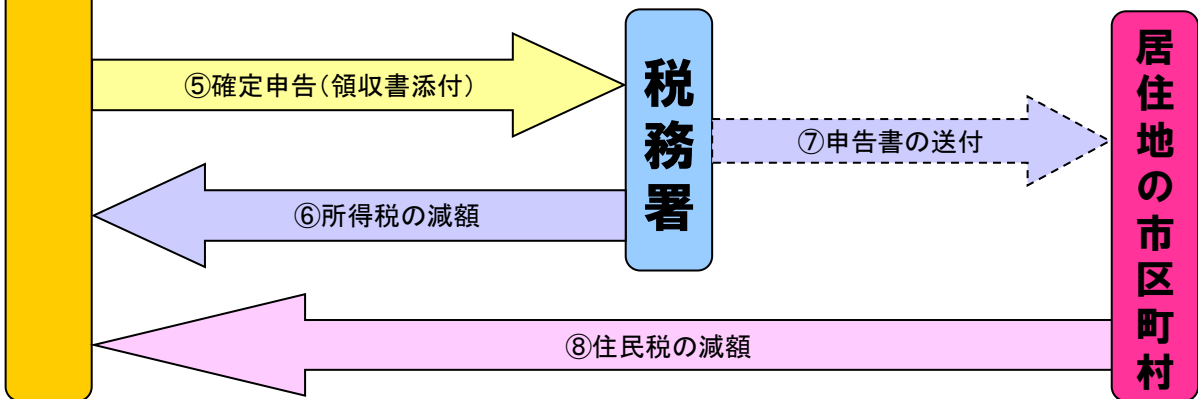 ⑤確定申告(領収書添付)
税務署
⑦申告書の送付
⑥所得税の減額
⑧住民税の減額
居住地の市区町村